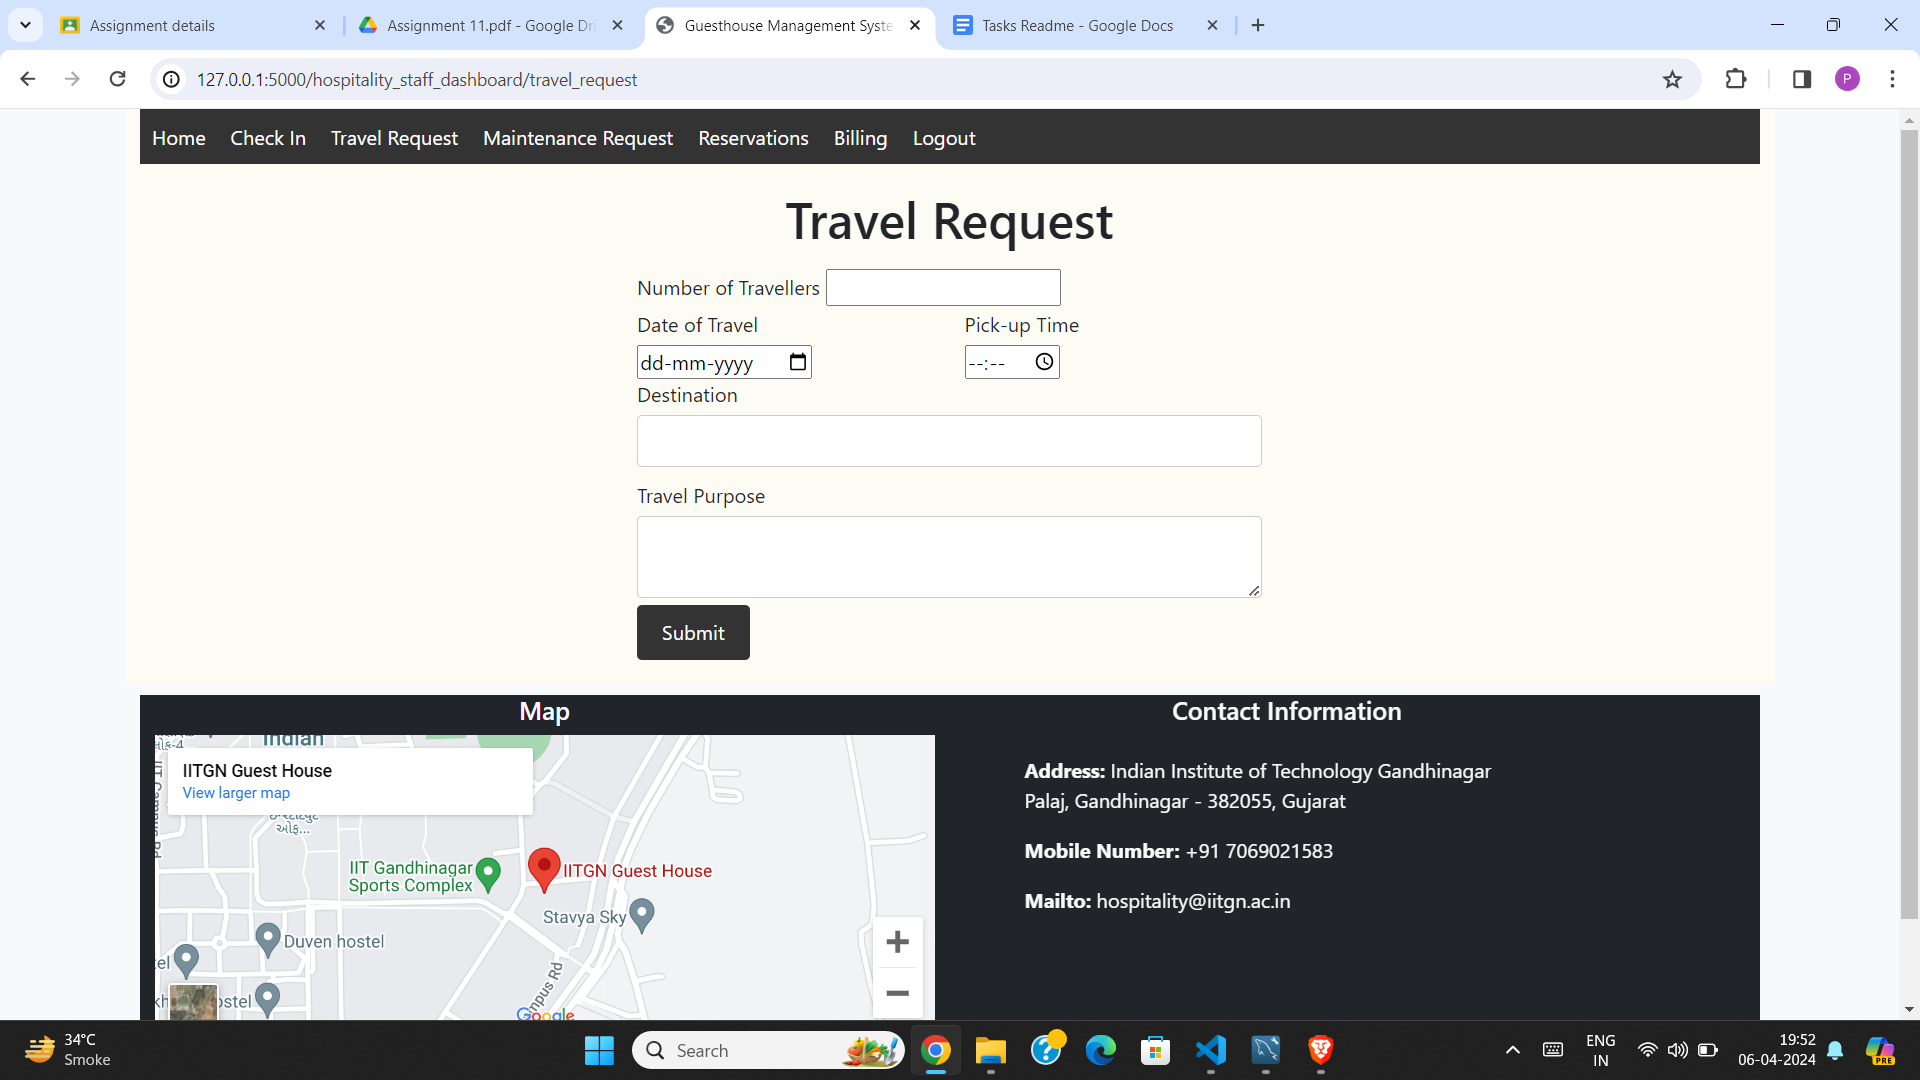 Assignment details
Assignment 11.pdf - Google Dri
Guesthouse Management Syste
Tasks Readme - Google Docs
127.0.0.1:5000/hospitality_staff_dashboard/travel_request
P
Home Check In Travel Request Maintenance Request Reservations Billing Logout
Travel Request
Number of Travellers
Date of Travel Pick-up Time
dd-mm-yyyy --:--
Destination
Travel Purpose
Submit
Map
Contact Information
Indian
IITGN Guest House
View larger map
ઓફ...
IIT Gandhinagar
Sports Complex
IITGN Guest House
Stavya Sky
Duven hostel
Google
Address: Indian Institute of Technology Gandhinagar
Palaj, Gandhinagar - 382055, Gujarat
Mobile Number: +91 7069021583
Mailto: hospitality@iitgn.ac.in
34°C
Smoke
Search
PRE
ENG
IN
19:52
06-04-2024